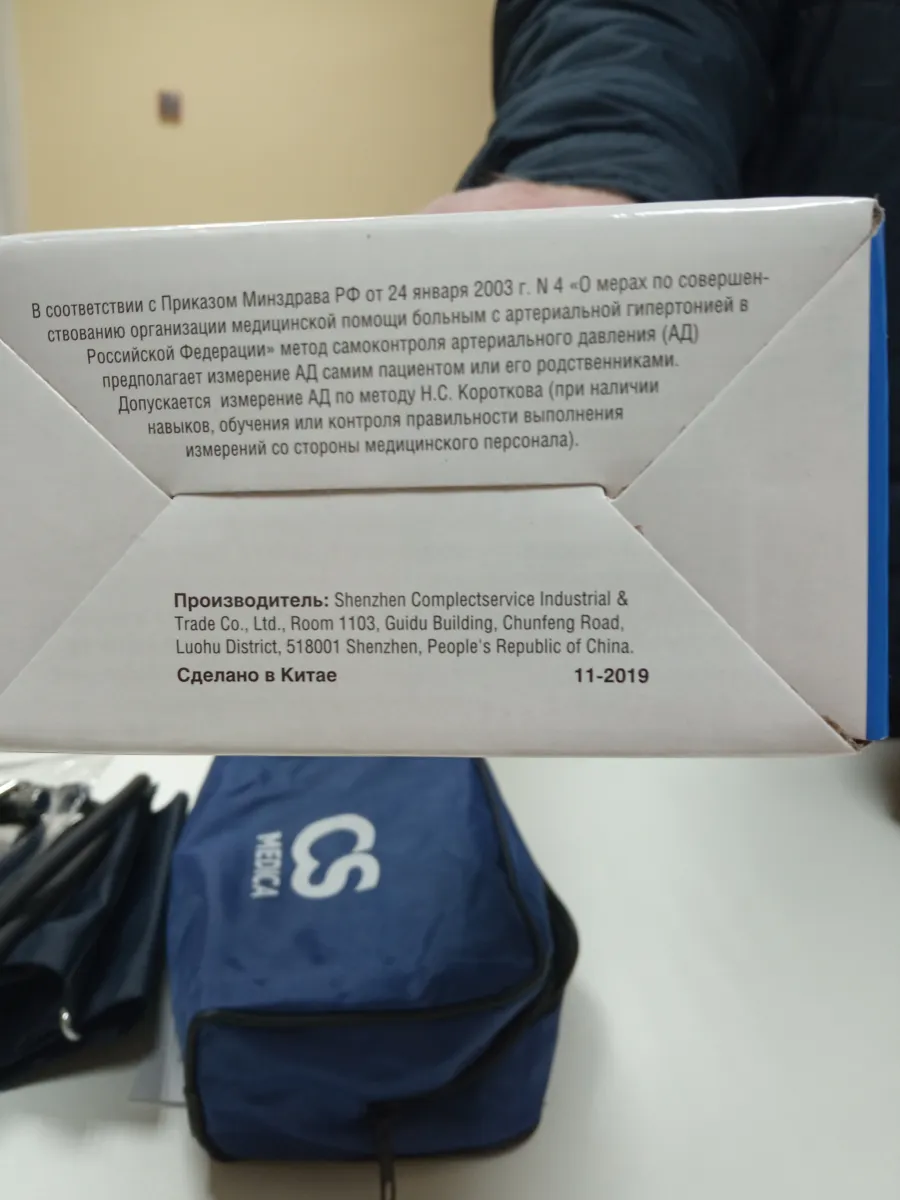 В соответствии с Приказом Минздрава РФ от 24 января 2003 г. N 4 «О мерах по совершен-
ствованию организации медицинской помощи больным с артериальной гипертонией в
Российской Федерации» метод самоконтроля артериального давления (АД)
предполагает измерение АД самим пациентом или его родственниками.
Допускается измерение АД по методу Н.С. Короткова (при наличии
навыков, обучения или контроля правильности выполнения
измерений со стороны медицинского персонала).
Производитель: Shenzhen Complectservice Industrial &
Trade Co., Ltd., Room 1103, Guidu Building, Chunfeng Road,
Luohu District, 518001 Shenzhen, People's Republic of China.
Сделано в Китае 11-2019
CS
MEDICA